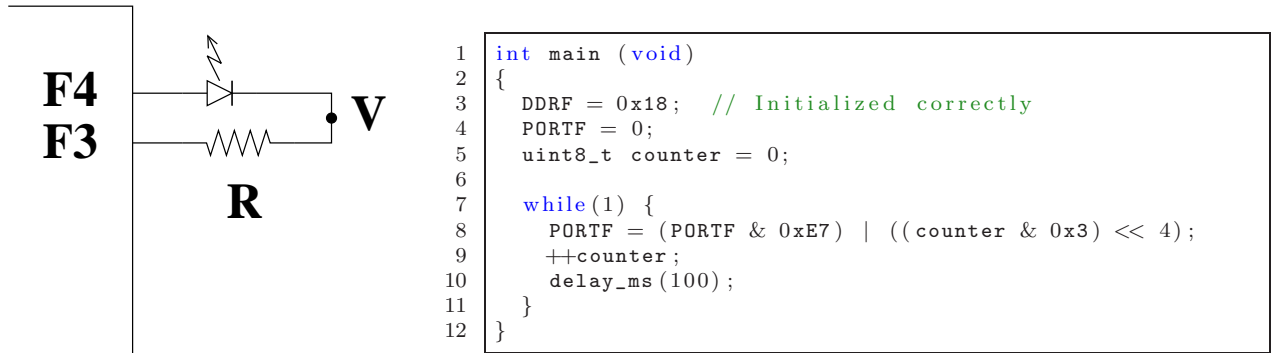 F4
F3
V
R
1 int main (void)
2 {
3 DDRF = 0x18; // Initialized correctly
4 PORTF = 0;
5 uint8_t counter = 0;
6
7 while(1) {
8 PORTF = (PORTF & 0xE7) | ((counter & 0x3) << 4);
9 ++counter;
10 delay_ms(100);
11 }
12 }